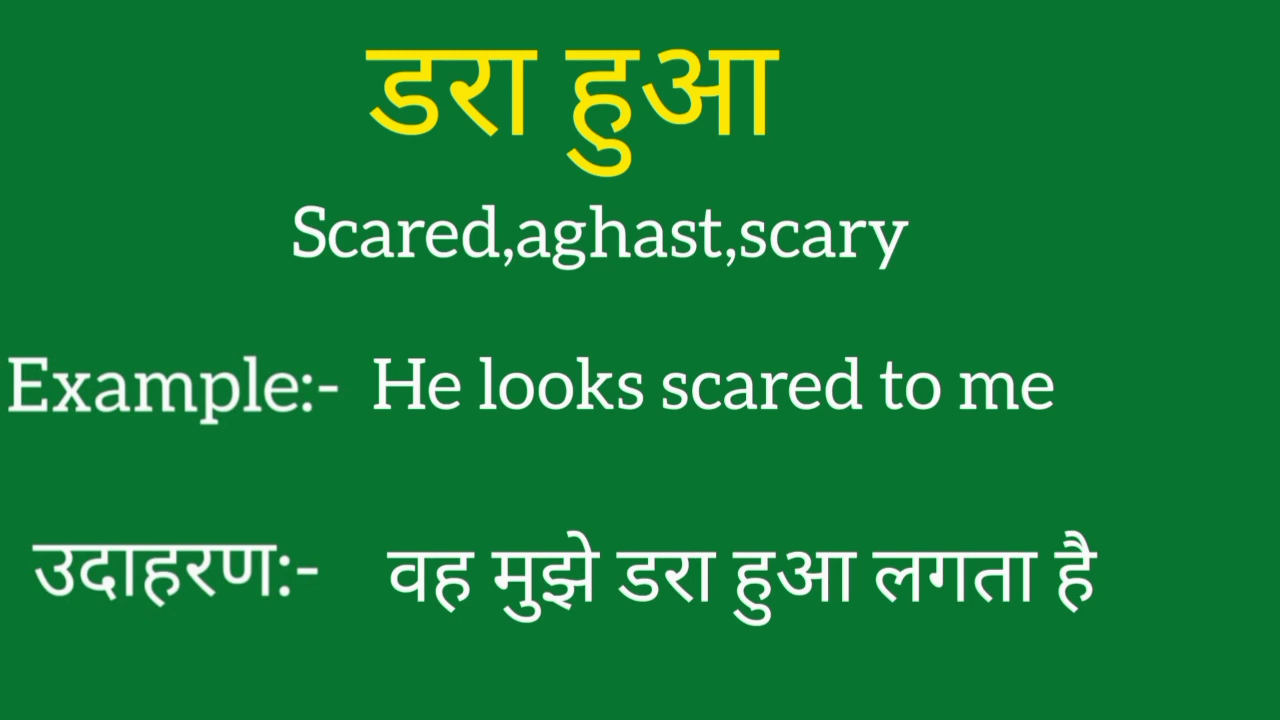 डरा हुआ
Scared,aghast,scary
Example:- He looks scared to me
उदाहरण:- वह मुझे डरा हुआ लगता है